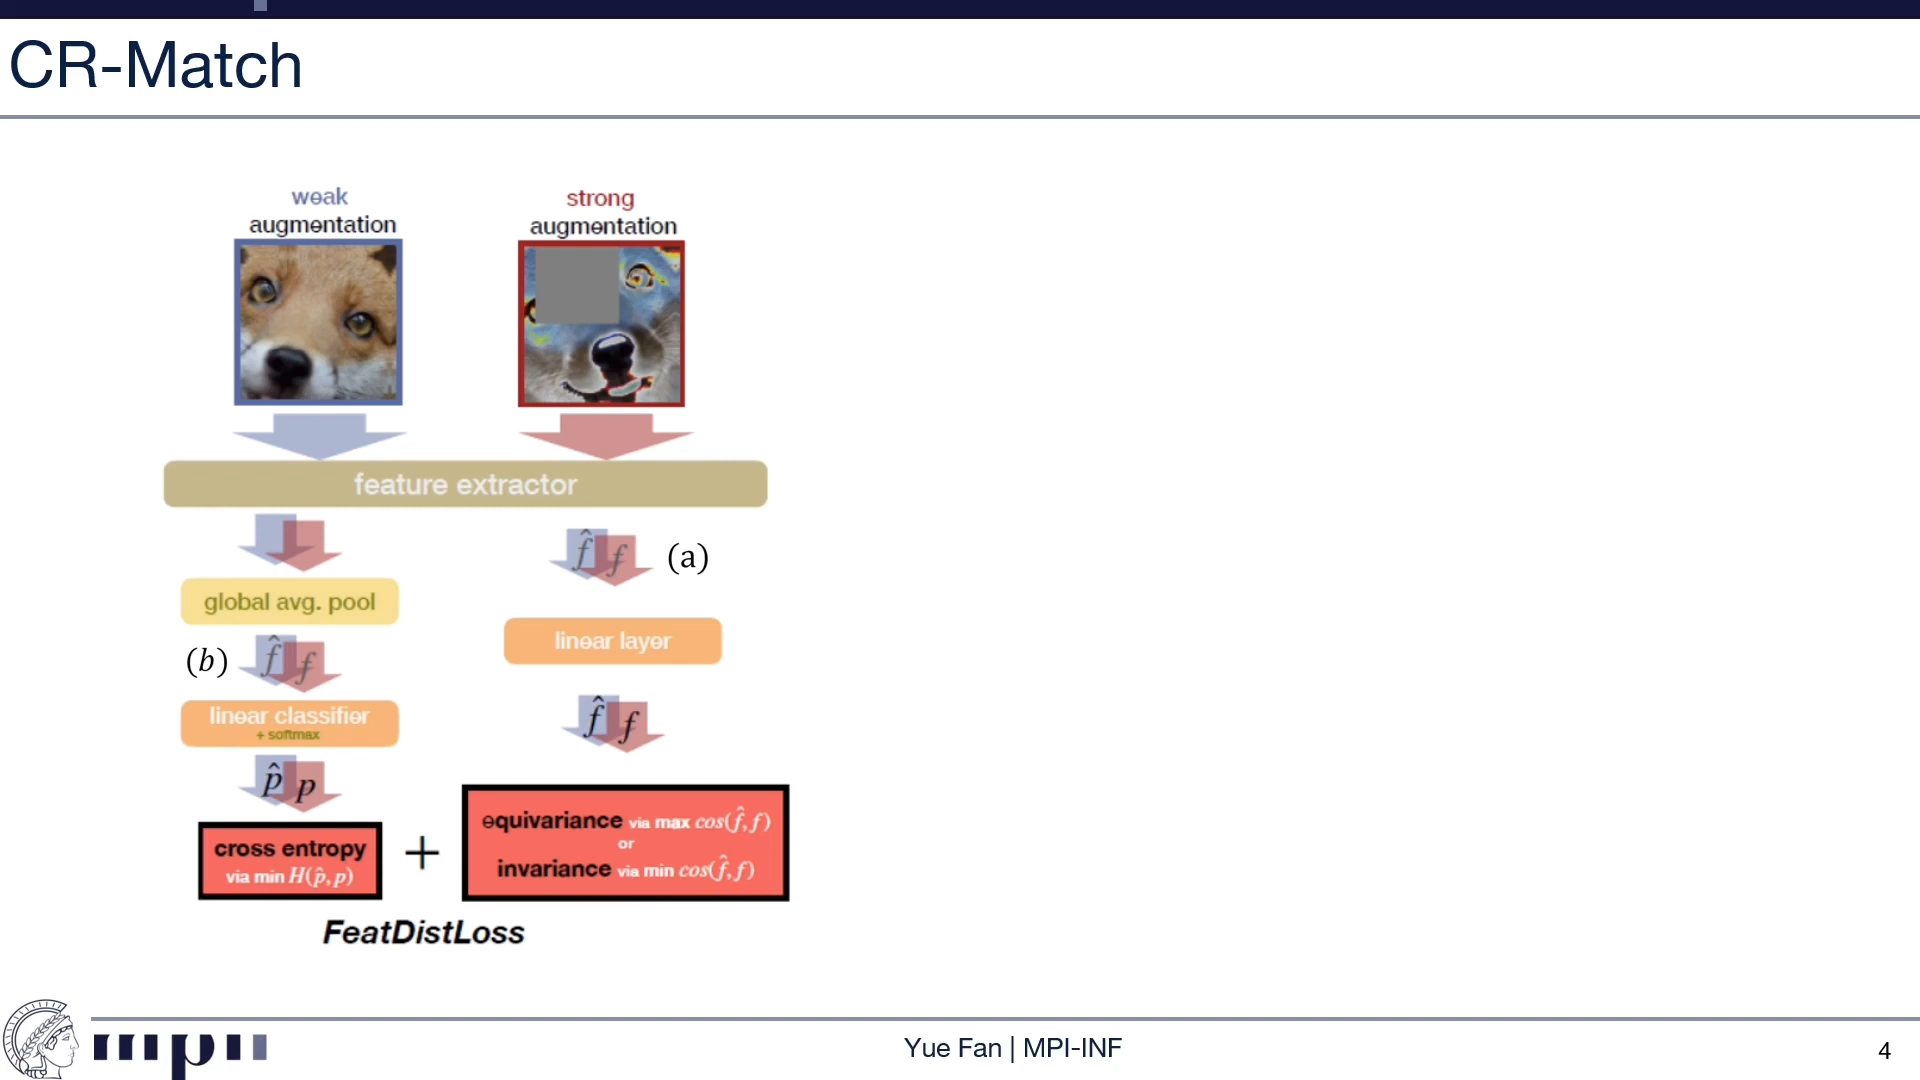 CR-Match
weak
augmentation
strong
augmentation
feature extractor
f̂ f (a)
global avg. pool
linear layer
(b) f̂ f
linear classifier
+ softmax
f̂ f
p̂ p
equivariance via max cos(f̂, f)
or
invariance via min cos(f̂, f)
cross entropy
via min H(p̂, p)
+
FeatDistLoss
mpii
Yue Fan | MPI-INF
4